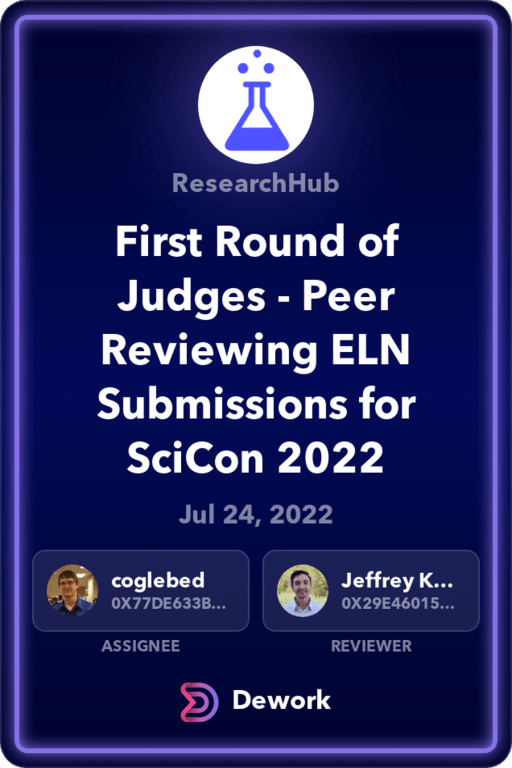 ResearchHub
First Round of
Judges - Peer
Reviewing ELN
Submissions for
SciCon 2022
Jul 24, 2022
coglebed
0X77DE633B...
Jeffrey K...
0X29E46015...
ASSIGNEE
REVIEWER
Dework